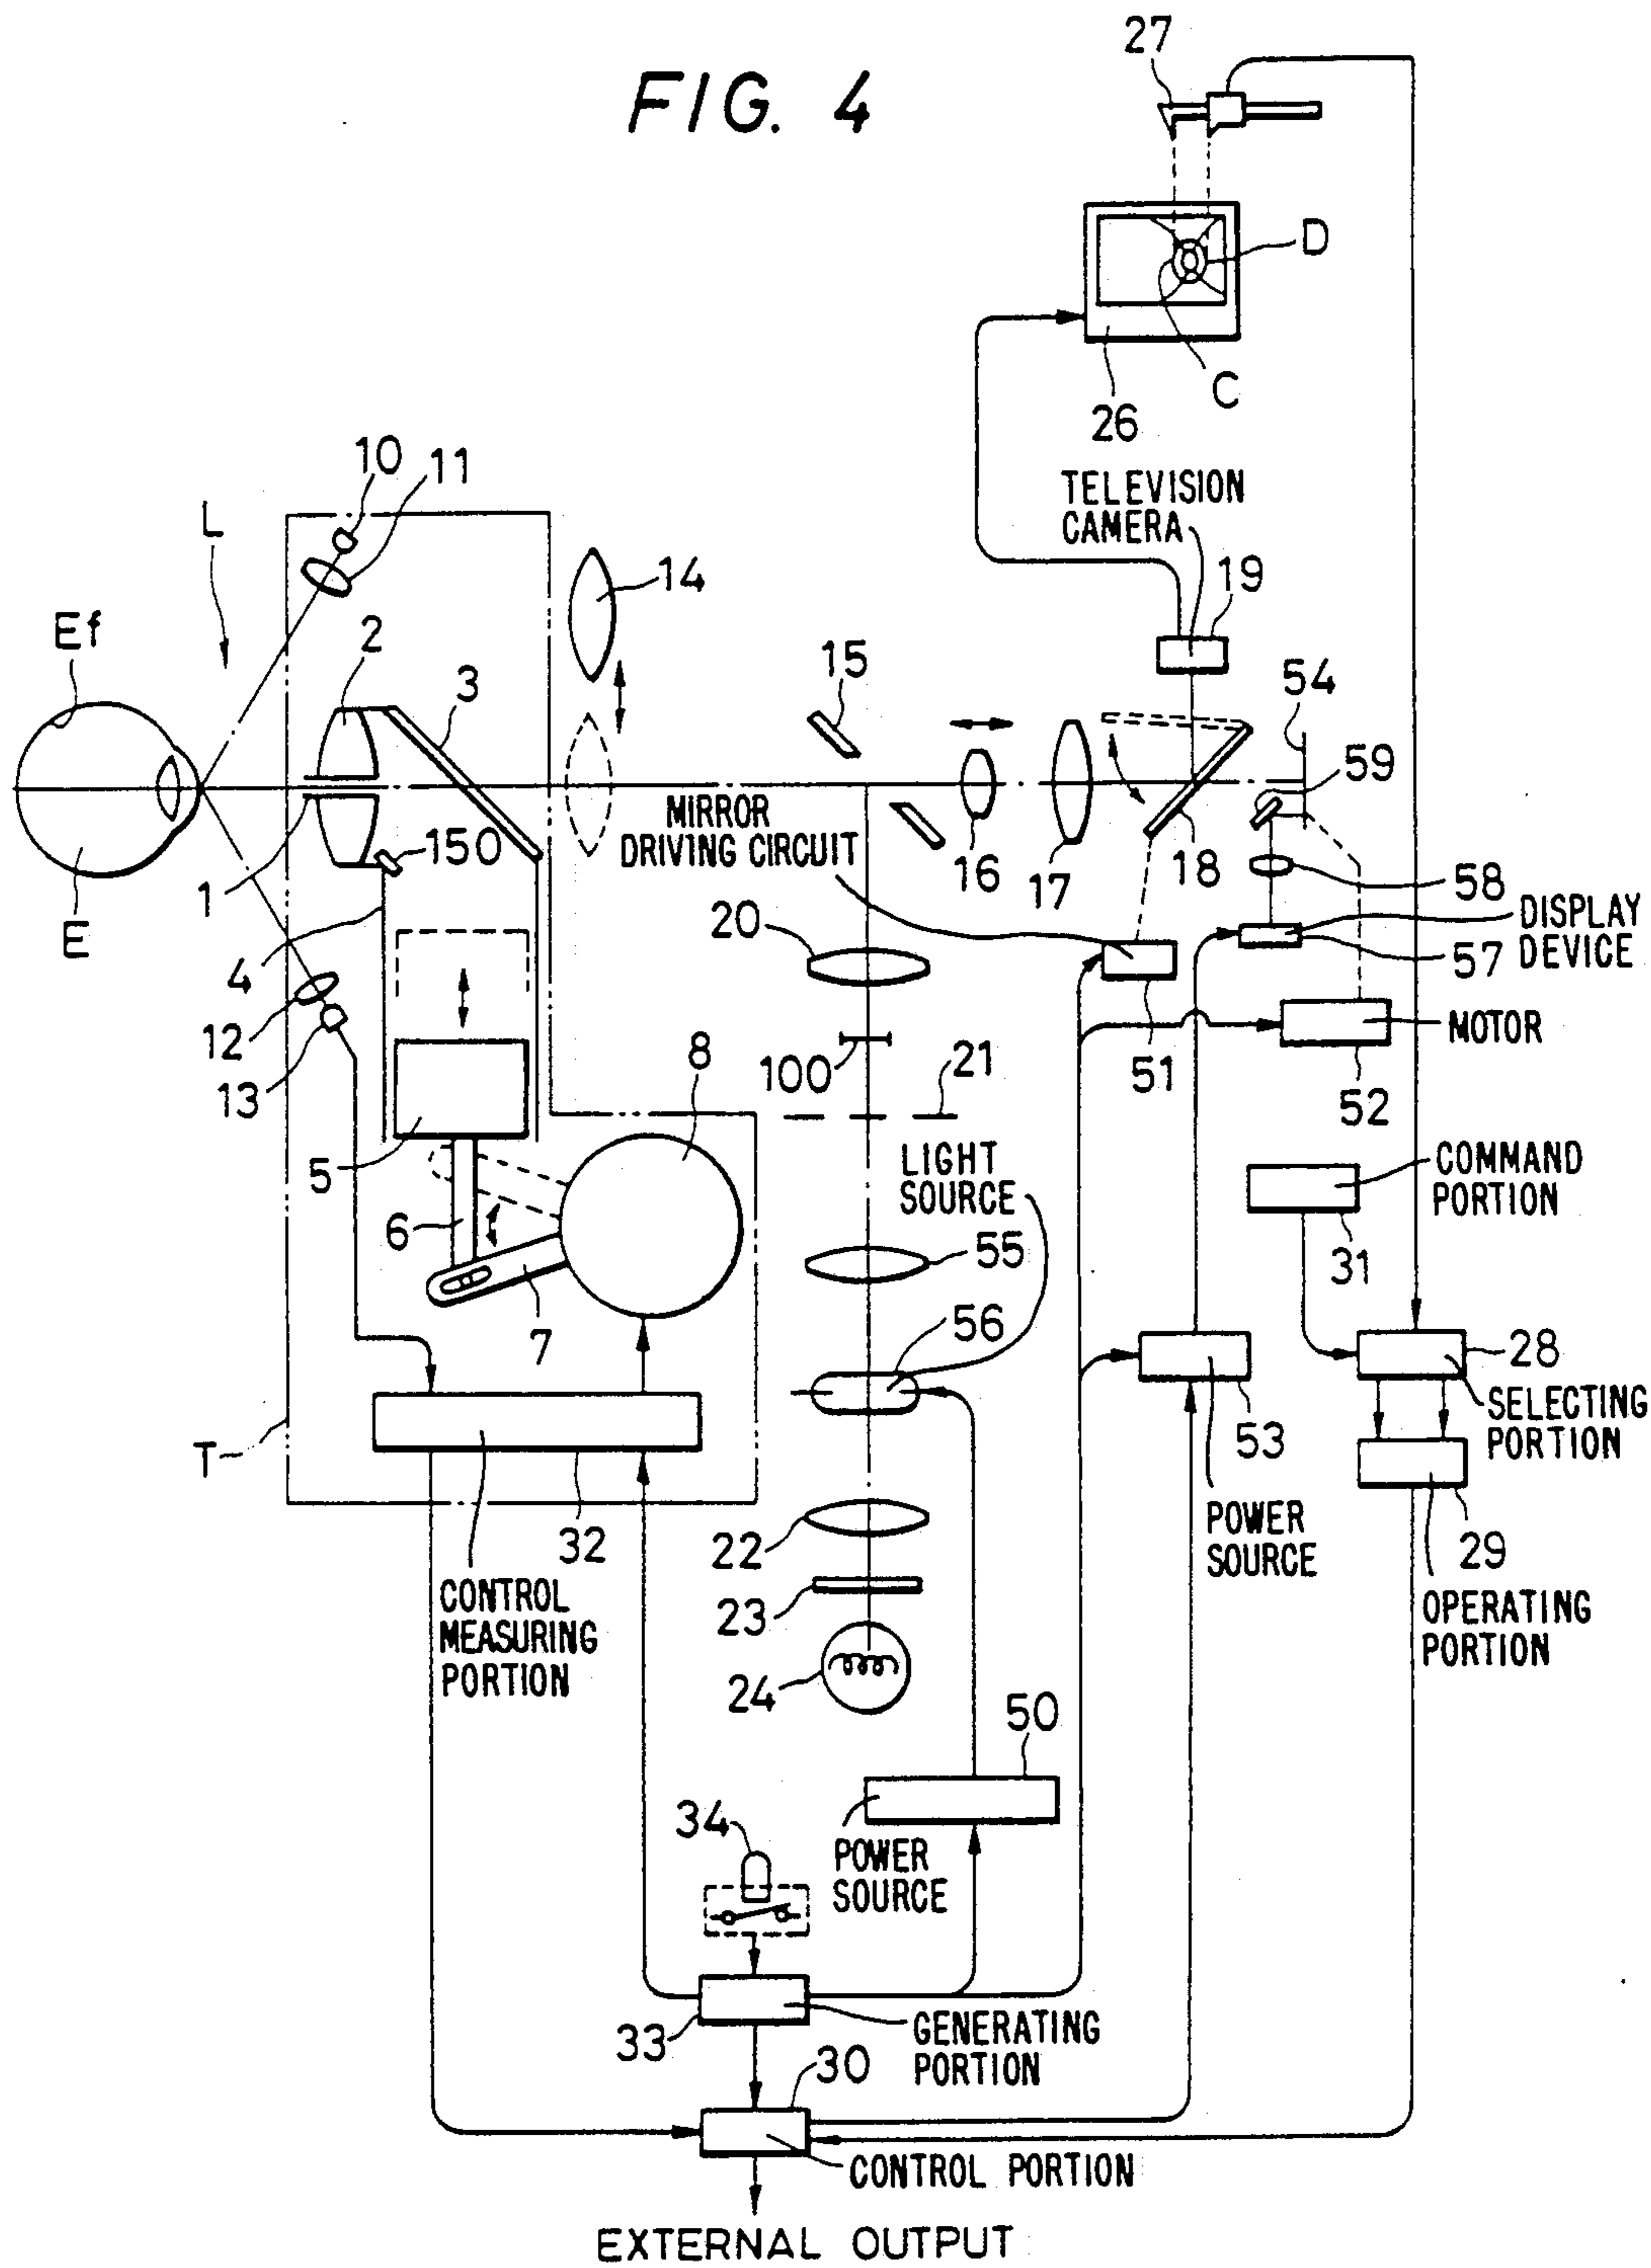 FIG. 4
27
D
C
26
10
11
L
TELEVISION
CAMERA
14
19
Ef
2
15
54
3
59
MIRROR
DRIVING CIRCUIT
150
16
17
18
58
1
20
DISPLAY
DEVICE
57
E
4
12
13
8
100
21
51
MOTOR
52
5
LIGHT
SOURCE
COMMAND
PORTION
6
55
31
7
56
28
SELECTING
PORTION
T
53
32
22
POWER
SOURCE
29
CONTROL
MEASURING
PORTION
23
OPERATING
PORTION
24
50
34
POWER
SOURCE
33
GENERATING
PORTION
30
CONTROL PORTION
EXTERNAL OUTPUT